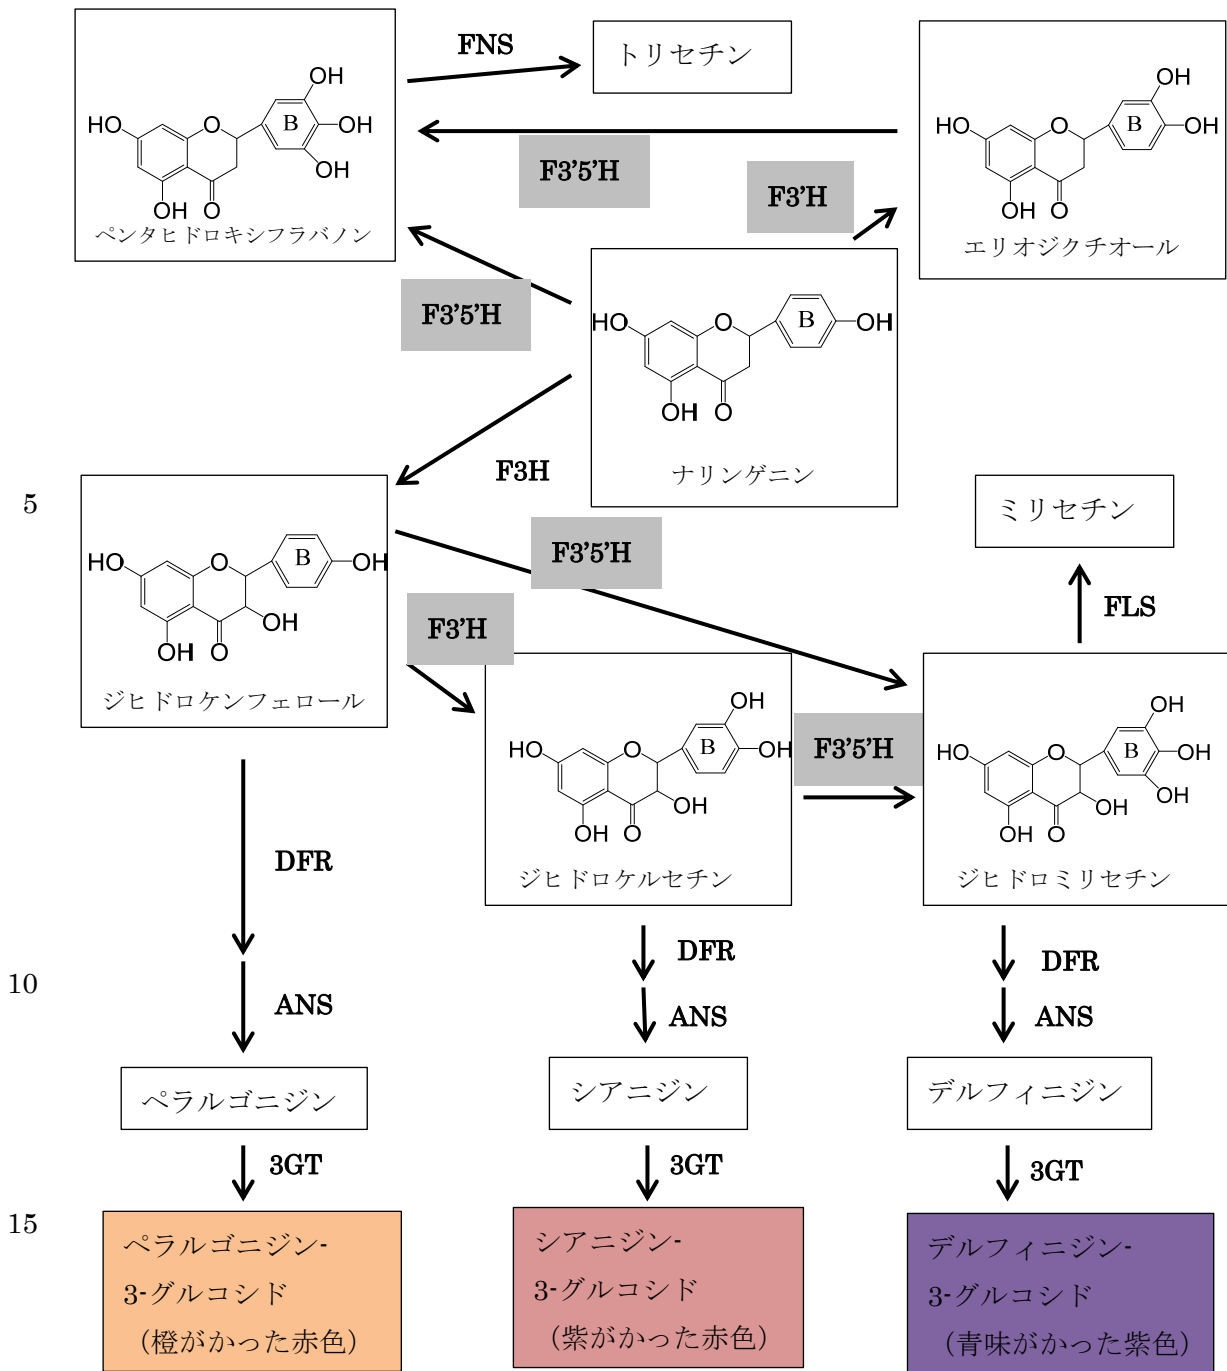 FNS
トリセチン
OH
HO
O
B
OH
OH
OH
O
ペンタヒドロキシフラバノン
F3'5'H
F3'H
OH
HO
O
B
OH
OH
O
エリオジクチオール
F3'5'H
HO
O
B
OH
OH
O
ナリンゲニン
F3H
5
ミリセチン
F3'5'H
FLS
HO
O
B
OH
OH
OH
O
ジヒドロケンフェロール
F3'H
OH
HO
O
B
OH
OH
OH
O
ジヒドロケルセチン
F3'5'H
OH
HO
O
B
OH
OH
OH
OH
O
ジヒドロミリセチン
DFR
DFR
DFR
10
ANS
ANS
ANS
ペラルゴニジン
シアニジン
デルフィニジン
3GT
3GT
3GT
15
ペラルゴニジン-
3-グルコシド
（橙がかった赤色）
シアニジン-
3-グルコシド
（紫がかった赤色）
デルフィニジン-
3-グルコシド
（青味がかった紫色）